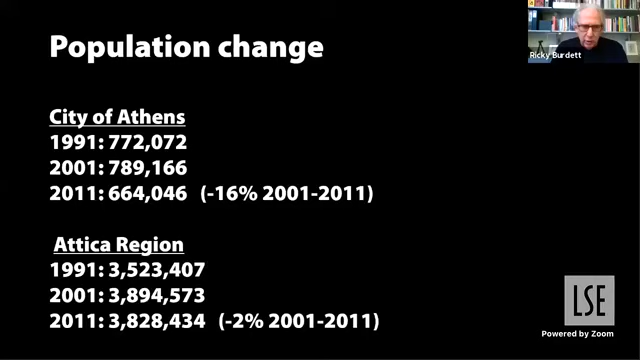 Population change
Ricky Burdett
City of Athens
1991: 772,072
2001: 789,166
2011: 664,046 (-16% 2001-2011)
Attica Region
1991: 3,523,407
2001: 3,894,573
2011: 3,828,434 (-2% 2001-2011)
LSE
Powered by Zoom